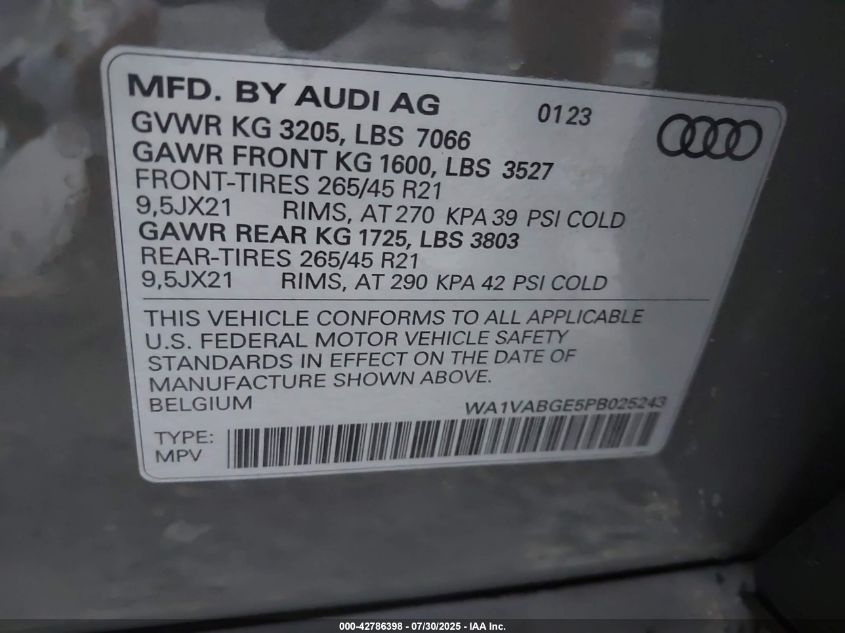 MFD. BY AUDI AG 0123
GVWR KG 3205, LBS 7066
GAWR FRONT KG 1600, LBS 3527
FRONT-TIRES 265/45 R21
9,5JX21 RIMS, AT 270 KPA 39 PSI COLD
GAWR REAR KG 1725, LBS 3803
REAR-TIRES 265/45 R21
9,5JX21 RIMS, AT 290 KPA 42 PSI COLD
THIS VEHICLE CONFORMS TO ALL APPLICABLE
U.S. FEDERAL MOTOR VEHICLE SAFETY
STANDARDS IN EFFECT ON THE DATE OF
MANUFACTURE SHOWN ABOVE.
BELGIUM WA1VABGE5PB025243
TYPE:
MPV
000-42786398 - 07/30/2025 - IAA Inc.